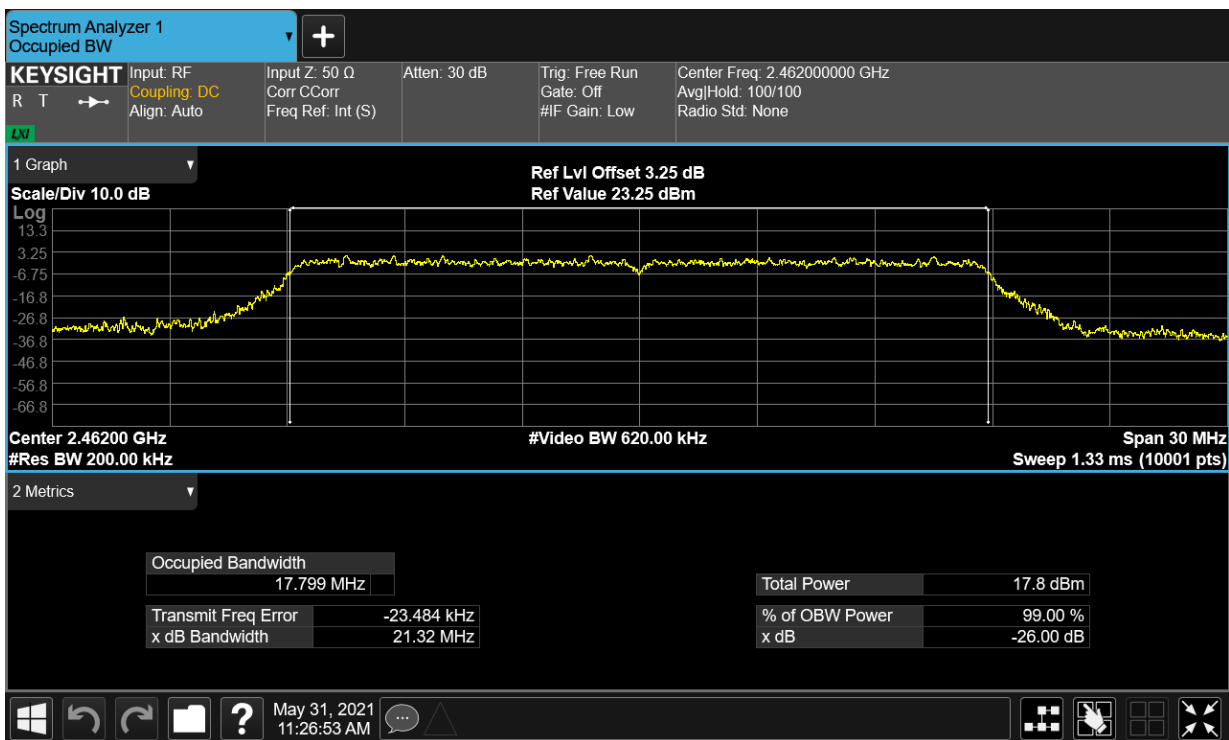 Spectrum Analyzer 1
Occupied BW
+
KEYSIGHT Input: RF Input Z: 50 Ω Atten: 30 dB Trig: Free Run Center Freq: 2.462000000 GHz
R T Coupling: DC Corr CCorr Gate: Off Avg|Hold: 100/100
Align: Auto Freq Ref: Int (S) #IF Gain: Low Radio Std: None
LXI
1 Graph
Ref Lvl Offset 3.25 dB
Scale/Div 10.0 dB Ref Value 23.25 dBm
Log
13.3
3.25
-6.75
-16.8
-26.8
-36.8
-46.8
-56.8
-66.8
Center 2.46200 GHz #Video BW 620.00 kHz Span 30 MHz
#Res BW 200.00 kHz Sweep 1.33 ms (10001 pts)
2 Metrics
Occupied Bandwidth
17.799 MHz Total Power 17.8 dBm
Transmit Freq Error -23.484 kHz % of OBW Power 99.00 %
x dB Bandwidth 21.32 MHz x dB -26.00 dB
? May 31, 2021
11:26:53 AM